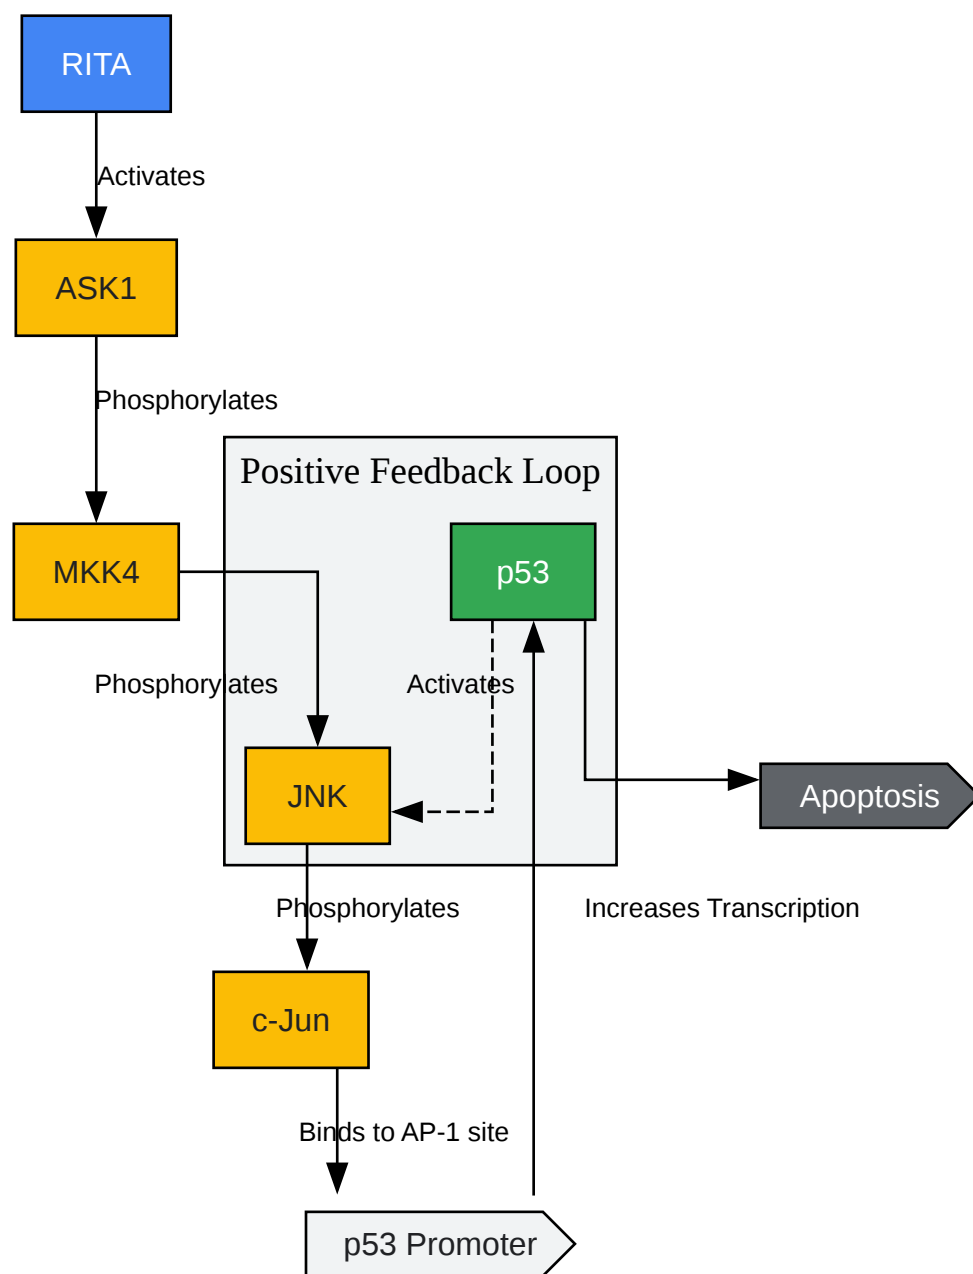 RITA
Activates
ASK1
Phosphorylates
Positive Feedback Loop
MKK4
p53
Phosphorylates
Activates
JNK
Apoptosis
Phosphorylates
Increases Transcription
c-Jun
Binds to AP-1 site
p53 Promoter